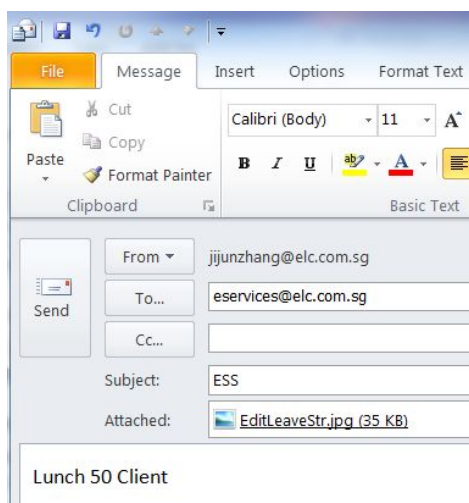 File Message Insert Options Format Text
Cut
Calibri (Body) 11 A
Copy
Paste
Format Painter
B I U ab A
Clipboard
Basic Text
From
jijunzhang@elc.com.sg
Send
To...
eservices@elc.com.sg
Cc...
Subject: ESS
Attached: EditLeaveStr.jpg (35 KB)
Lunch 50 Client